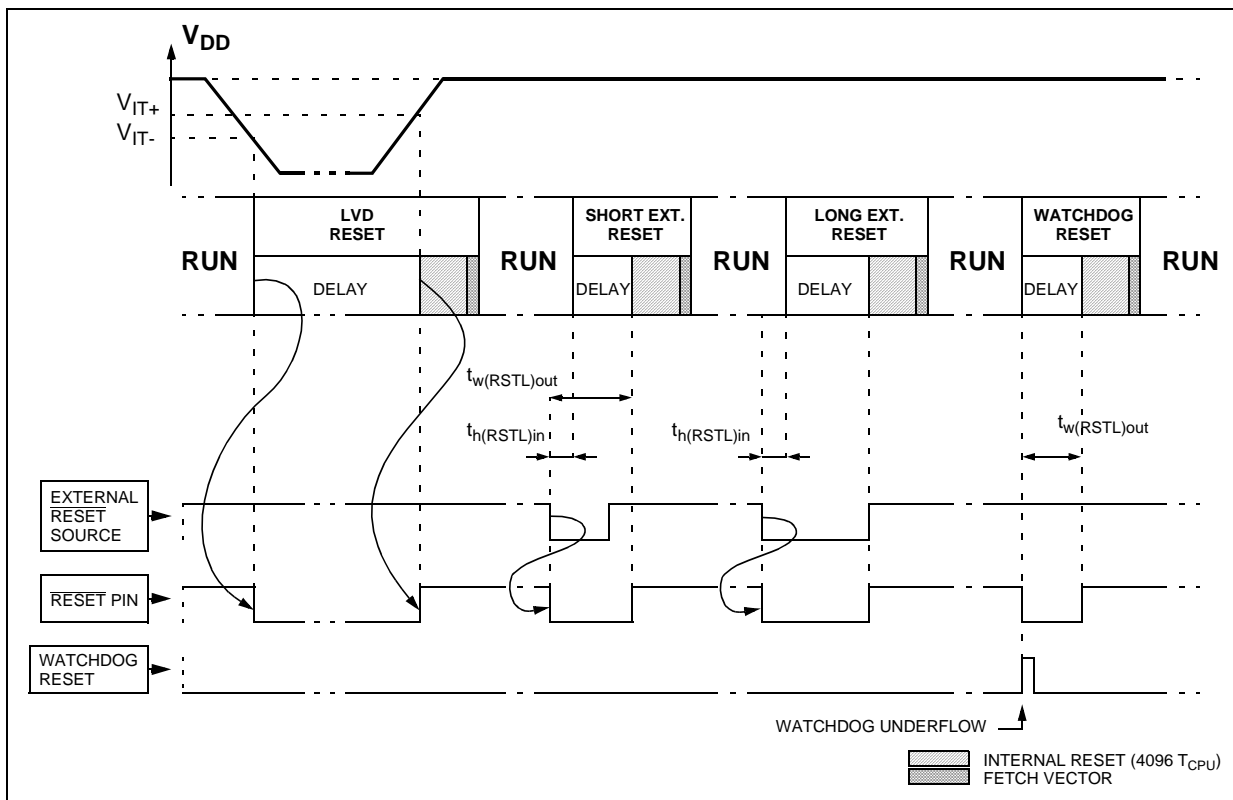 VDD
VIT+
VIT-
LVD
RESET
SHORT EXT.
RESET
LONG EXT.
RESET
WATCHDOG
RESET
RUN
RUN
RUN
RUN
RUN
DELAY
DELAY
DELAY
tw(RSTL)out
th(RSTL)in
th(RSTL)in
tw(RSTL)out
EXTERNAL
RESET
SOURCE
RESET PIN
WATCHDOG
RESET
WATCHDOG UNDERFLOW
INTERNAL RESET (4096 TCPU)
FETCH VECTOR